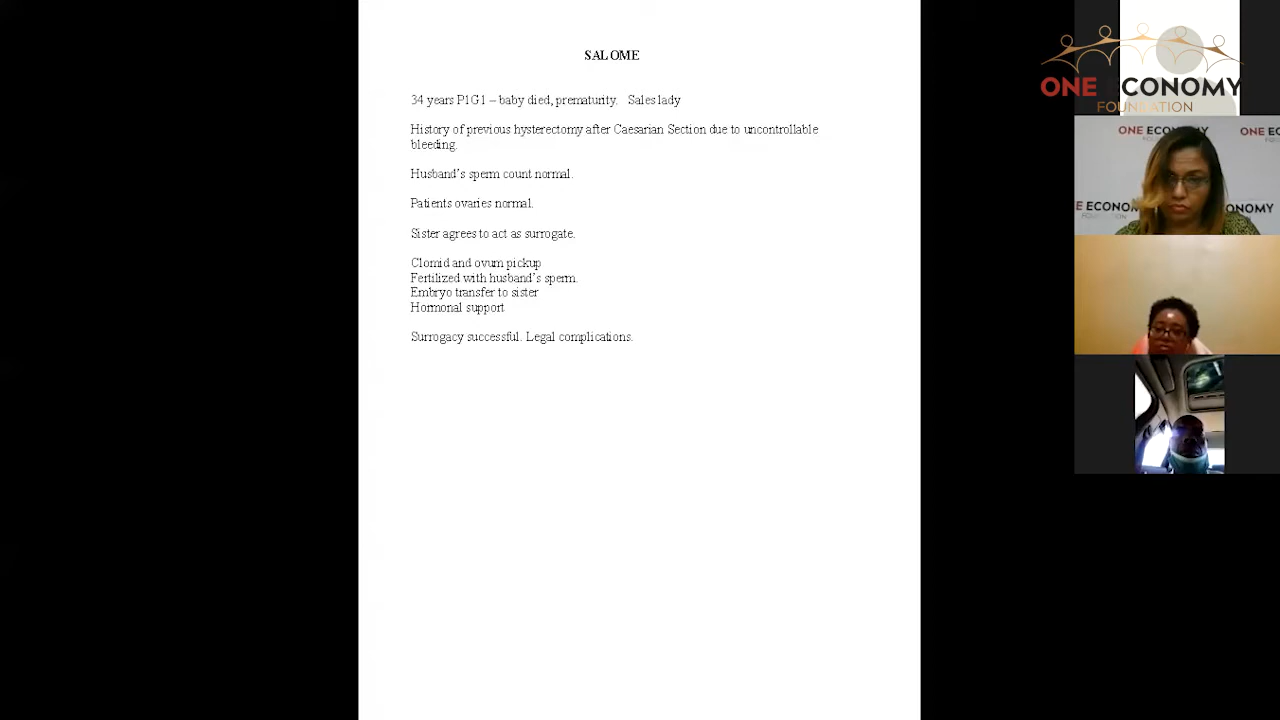 SALOME
34 years P1G1 – baby died, prematurity. Sales lady
History of previous hysterectomy after Caesarian Section due to uncontrollable
bleeding.
Husband's sperm count normal.
Patients ovaries normal.
Sister agrees to act as surrogate.
Clomid and ovum pickup
Fertilized with husband's sperm.
Embryo transfer to sister
Hormonal support
Surrogacy successful. Legal complications.
ONE ECONOMY
FOUNDATION
ONE ECONOMY
ONE ECO
E ECONOM
ONOMY